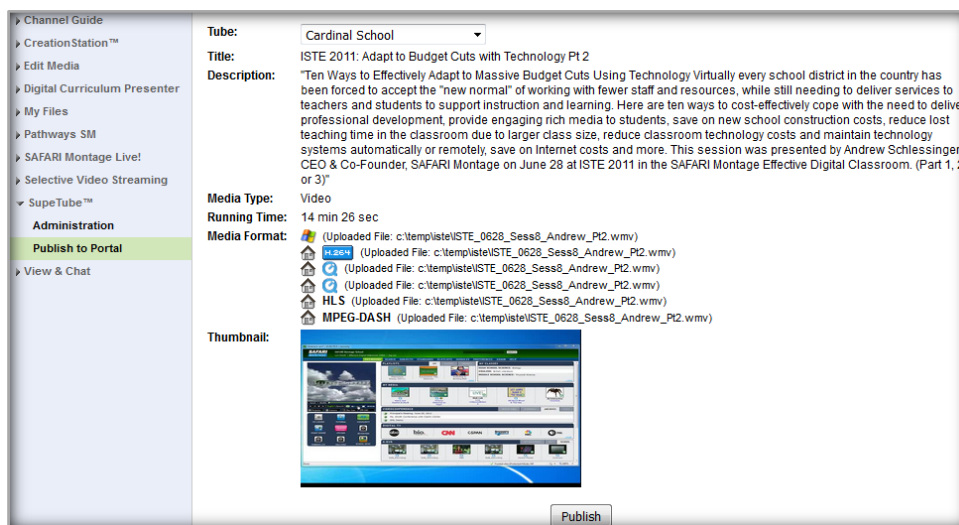 Channel Guide
CreationStation™
Edit Media
Digital Curriculum Presenter
My Files
Pathways SM
SAFARI Montage Live!
Selective Video Streaming
SupeTube™
Administration
Publish to Portal
View & Chat
Tube: Cardinal School
Title: ISTE 2011: Adapt to Budget Cuts with Technology Pt 2
Description: "Ten Ways to Effectively Adapt to Massive Budget Cuts Using Technology Virtually every school district in the country has
been forced to accept the "new normal" of working with fewer staff and resources, while still needing to deliver services to
teachers and students to support instruction and learning. Here are ten ways to cost-effectively cope with the need to delive
professional development, provide engaging rich media to students, save on new school construction costs, reduce lost
teaching time in the classroom due to larger class size, reduce classroom technology costs and maintain technology
systems automatically or remotely, save on Internet costs and more. This session was presented by Andrew Schlessinger
CEO & Co-Founder, SAFARI Montage on June 28 at ISTE 2011 in the SAFARI Montage Effective Digital Classroom. (Part 1, 2
or 3)"
Media Type: Video
Running Time: 14 min 26 sec
Media Format: (Uploaded File: c:\temp\iste\ISTE_0628_Sess8_Andrew_Pt2.wmv)
H.264 (Uploaded File: c:\temp\iste\ISTE_0628_Sess8_Andrew_Pt2.wmv)
(Uploaded File: c:\temp\iste\ISTE_0628_Sess8_Andrew_Pt2.wmv)
(Uploaded File: c:\temp\iste\ISTE_0628_Sess8_Andrew_Pt2.wmv)
HLS (Uploaded File: c:\temp\iste\ISTE_0628_Sess8_Andrew_Pt2.wmv)
MPEG-DASH (Uploaded File: c:\temp\iste\ISTE_0628_Sess8_Andrew_Pt2.wmv)
Thumbnail:
SAFARI
CNN
Publish